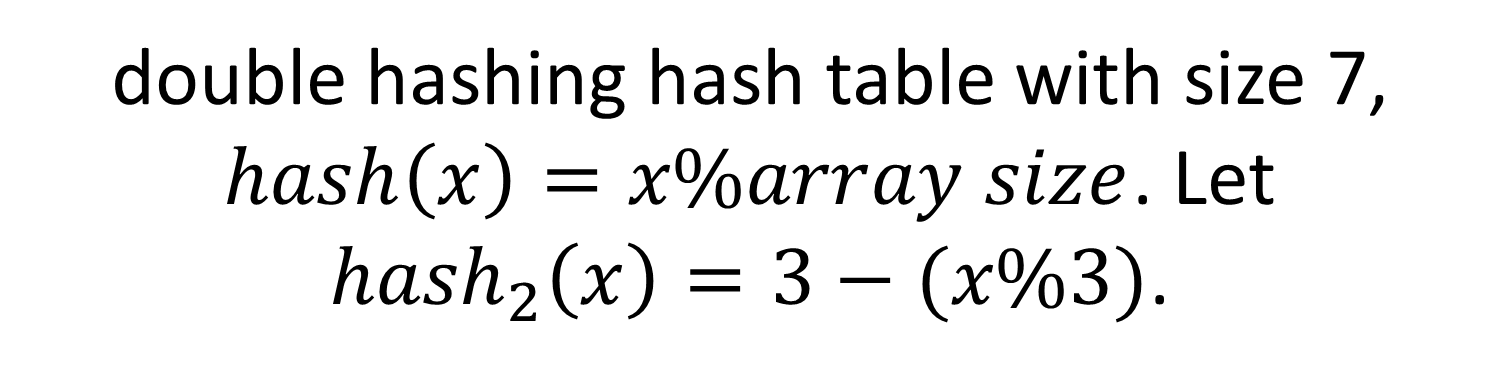 double hashing hash table with size 7,
hash(x) = x%array size. Let
hash₂(x) = 3 − (x%3).